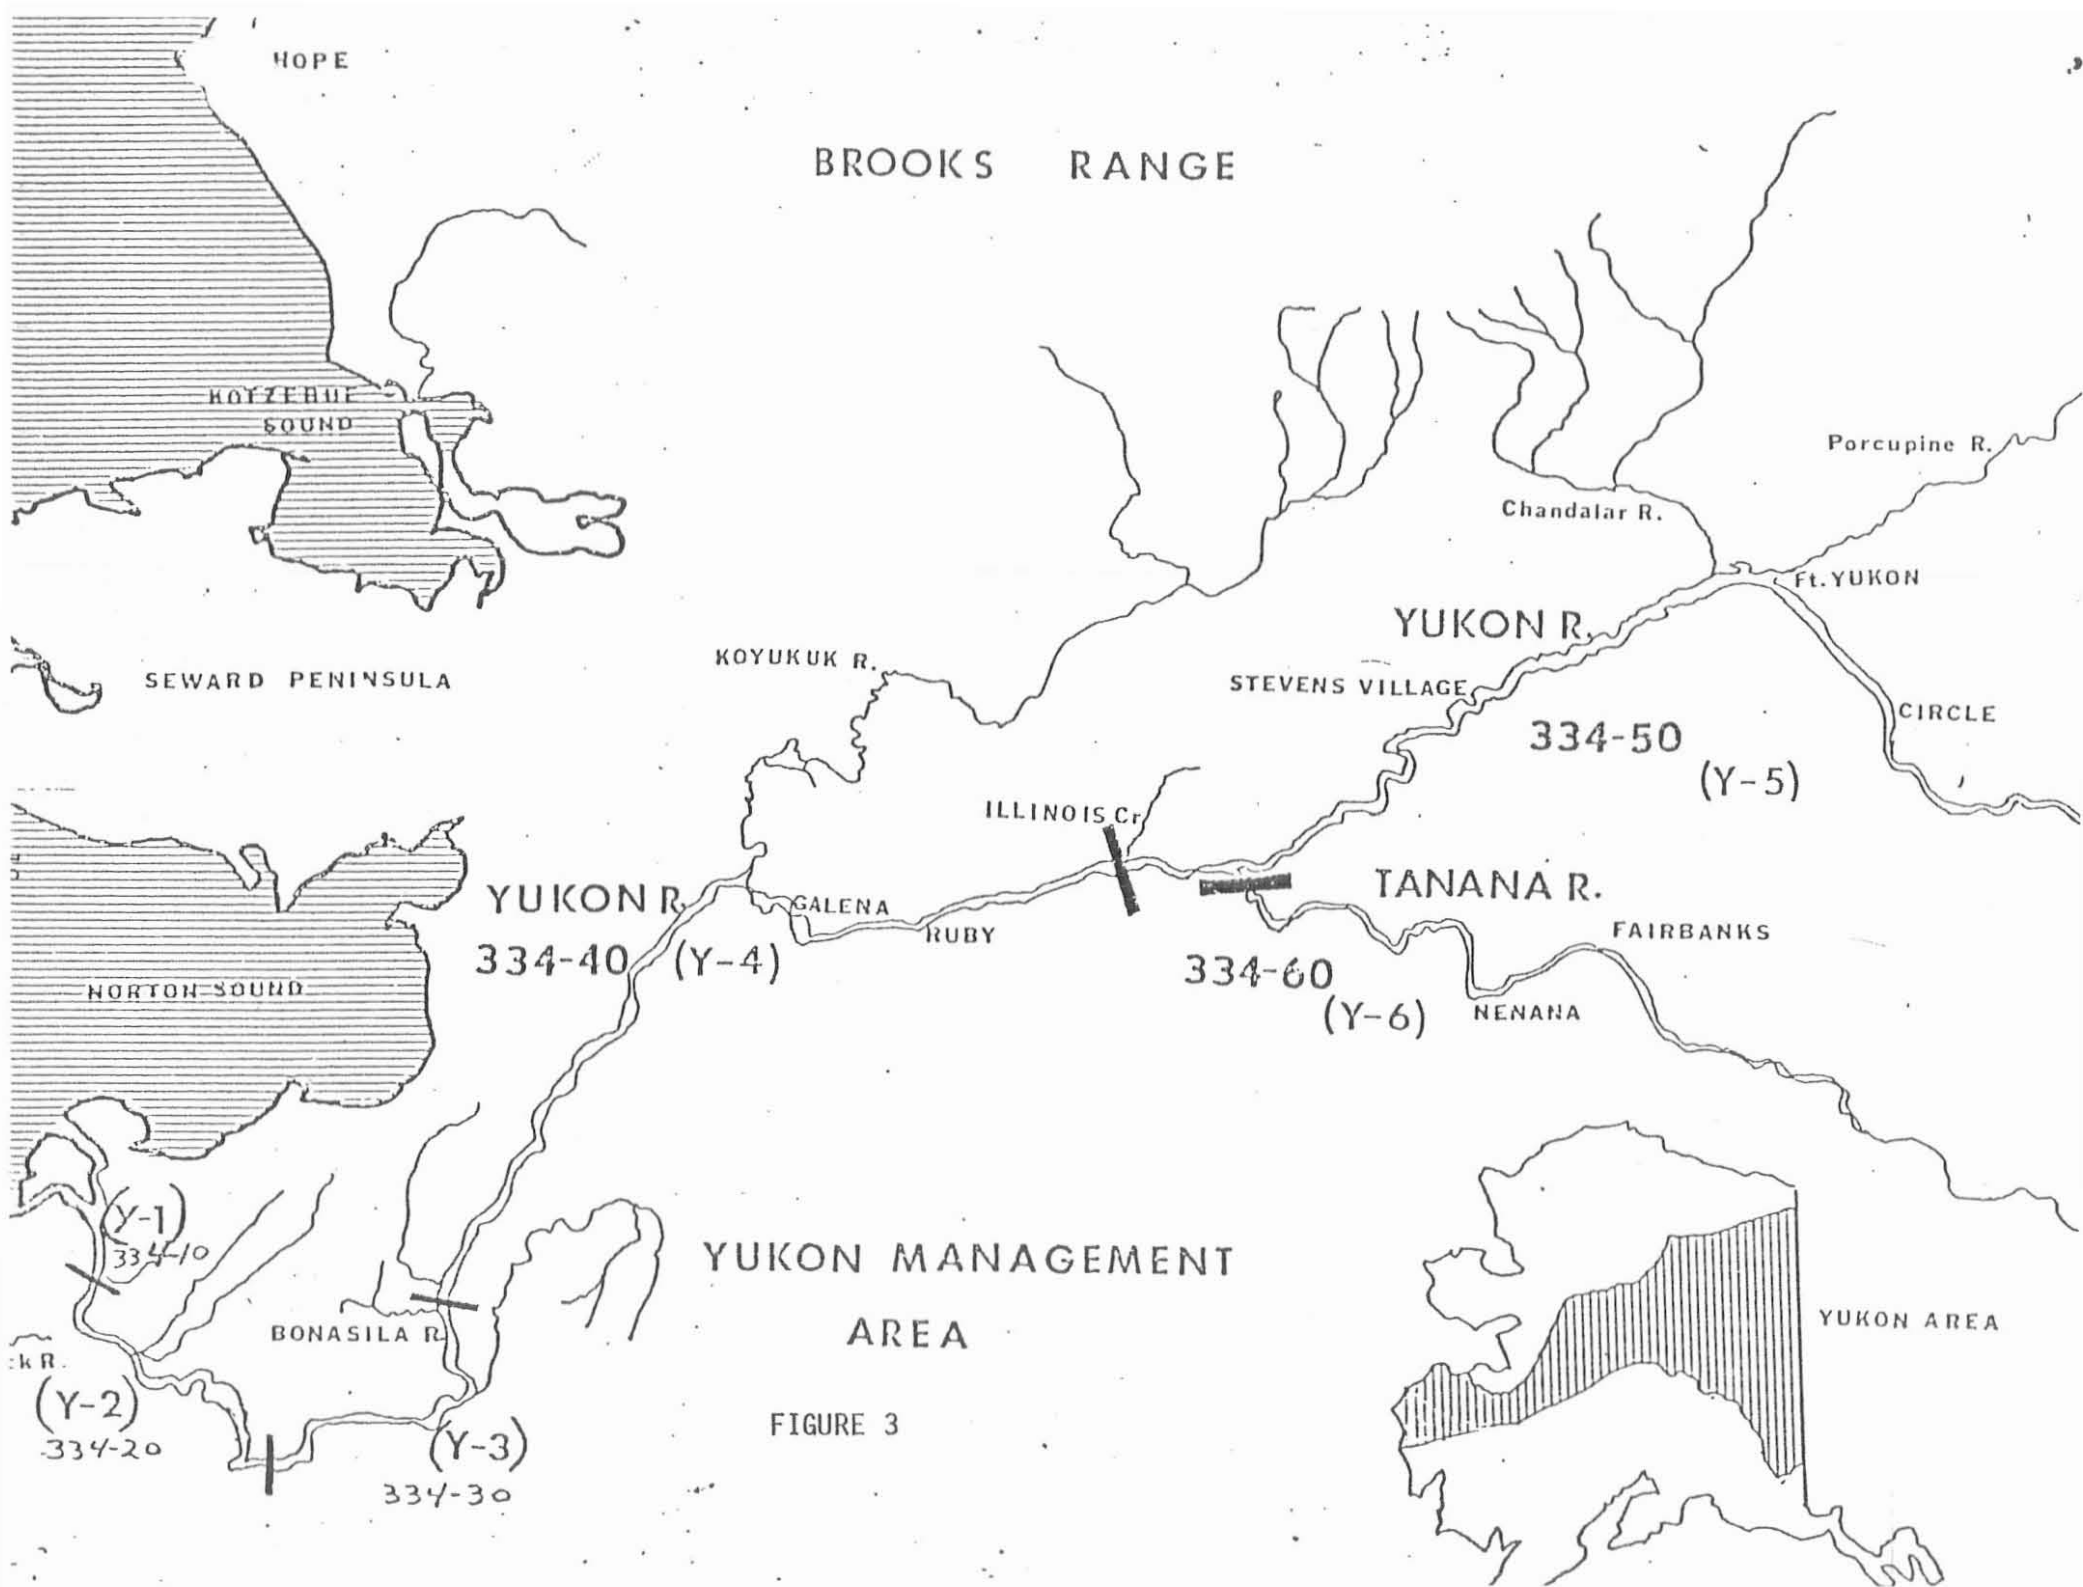 HOPE
BROOKS RANGE
KOTZEBUE
SOUND
Porcupine R.
Chandalar R.
Ft. YUKON
YUKON R.
KOYUKUK R.
STEVENS VILLAGE
SEWARD PENINSULA
CIRCLE
334-50
(Y-5)
ILLINOIS Cr
YUKON R.
TANANA R.
GALENA
RUBY
FAIRBANKS
334-40 (Y-4)
334-60
NORTON SOUND
(Y-6)
NENANA
(Y-1)
334-10
YUKON MANAGEMENT
AREA
BONASILA R
YUKON AREA
ck R.
(Y-2)
334-20
FIGURE 3
(Y-3)
334-30